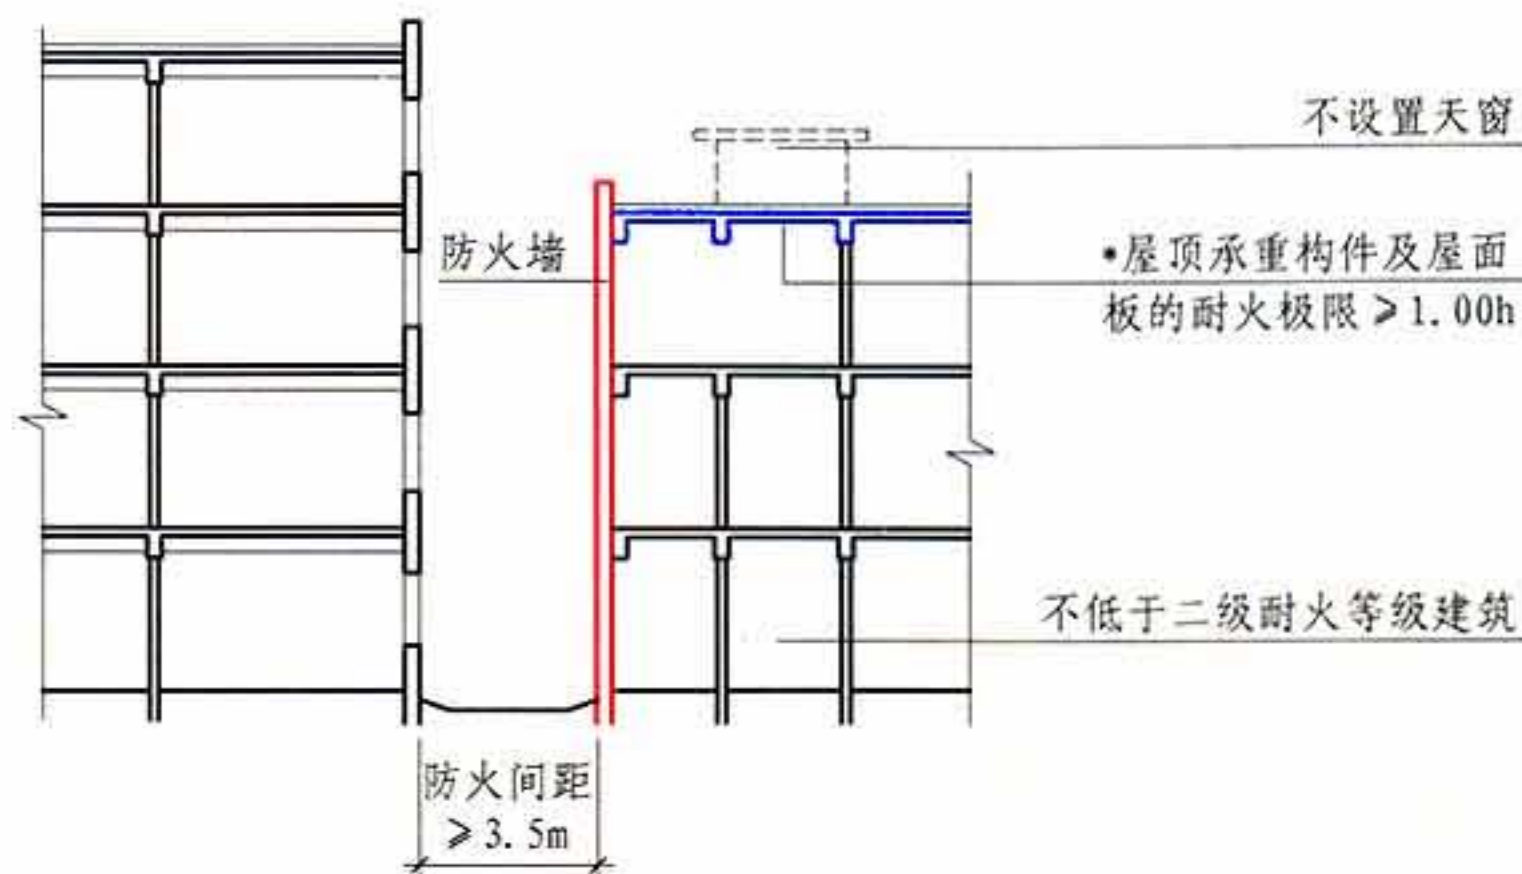 不设置天窗
防火墙
•屋顶承重构件及屋面
板的耐火极限≥1.00h
不低于二级耐火等级建筑
防火间距
≥3.5m